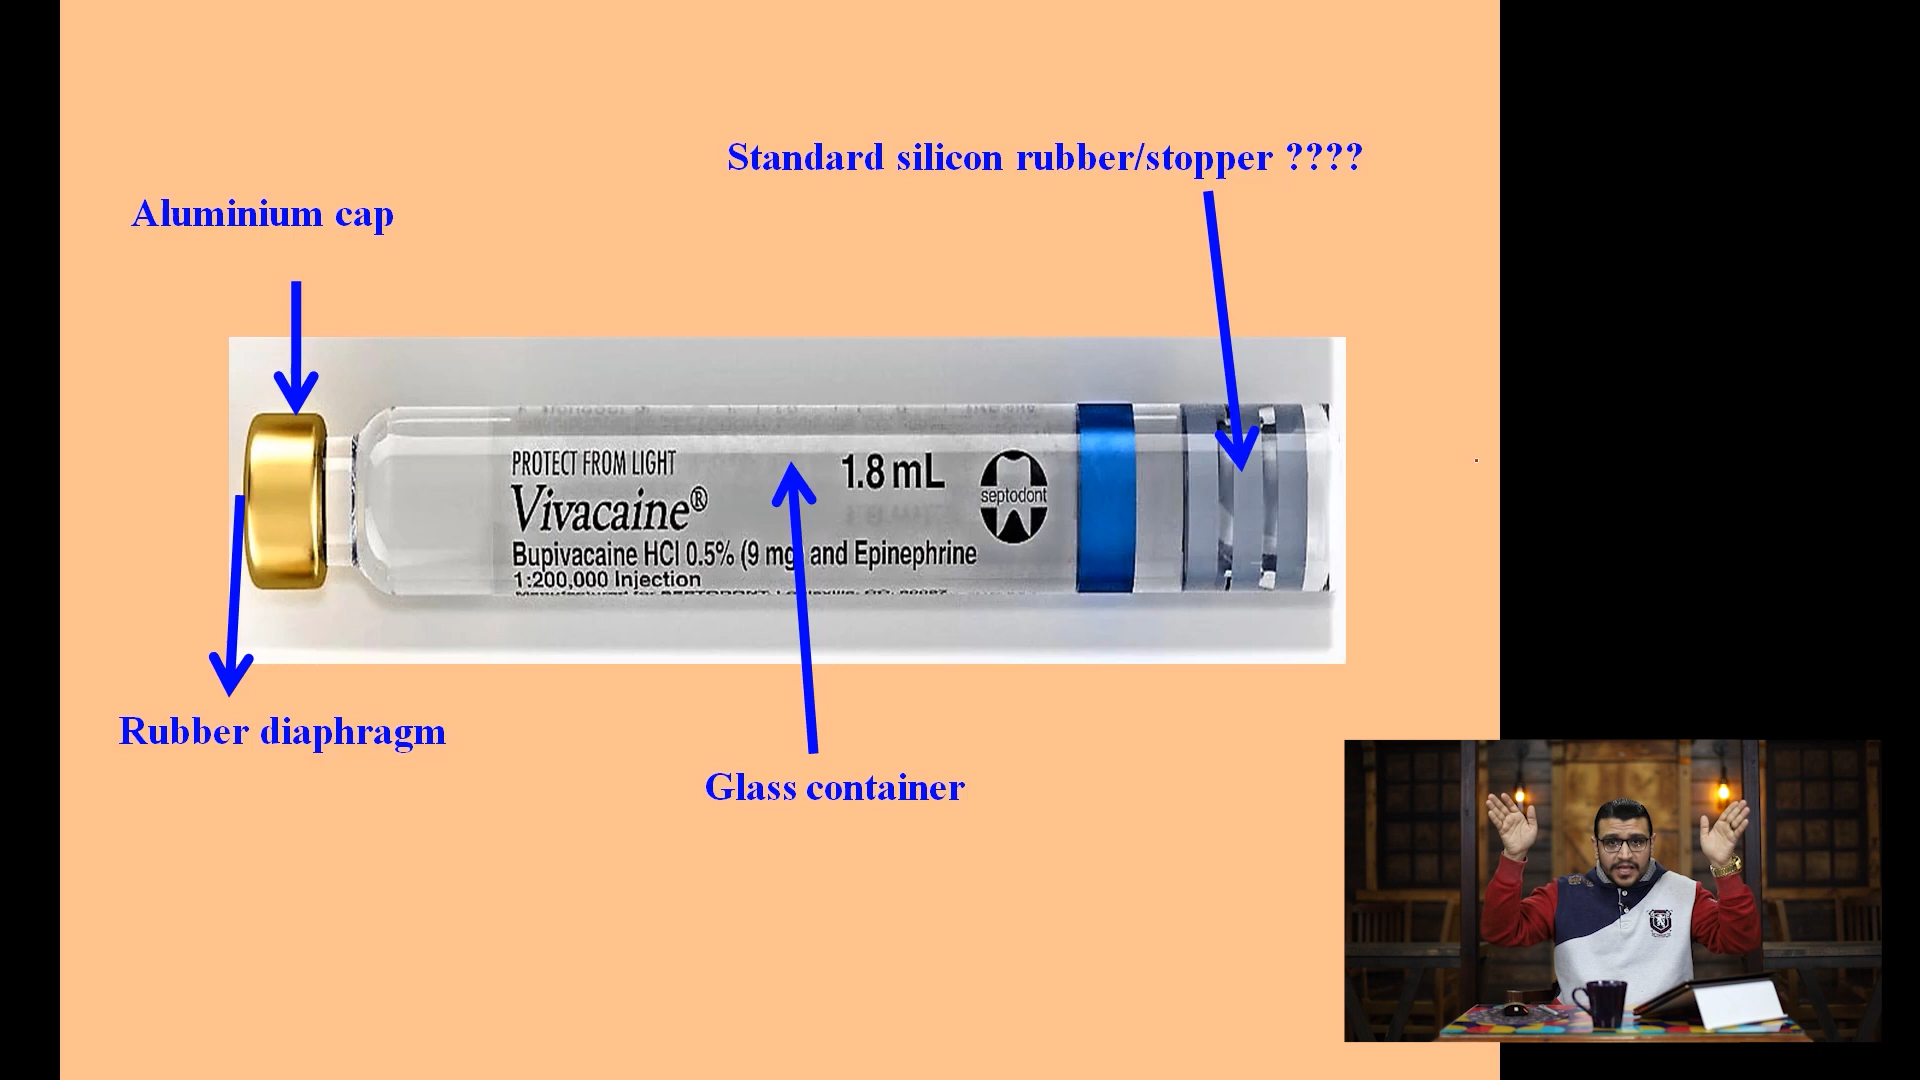 Standard silicon rubber/stopper ????
Aluminium cap
PROTECT FROM LIGHT
1.8 mL
Vivacaine®
septodont
Bupivacaine HCl 0.5% (9 mg) and Epinephrine
1:200,000 Injection
Rubber diaphragm
Glass container